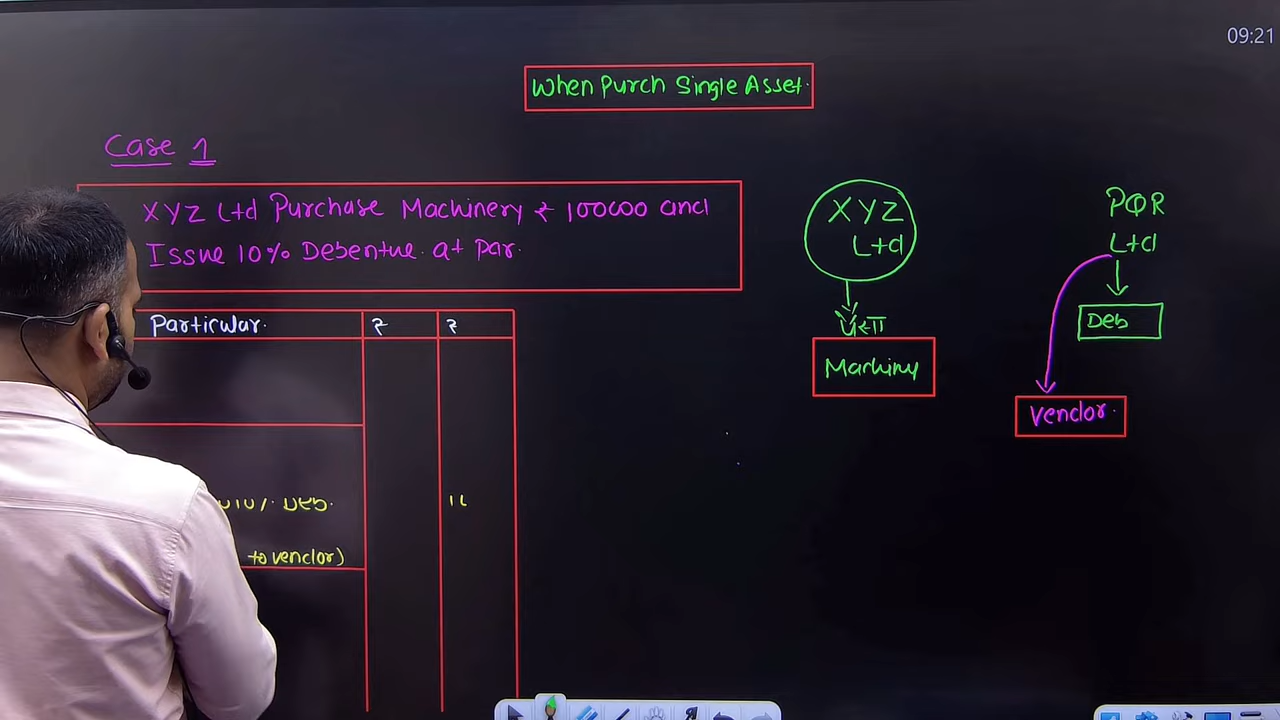 09:21
When Purch Single Asset.
Case 1
XYZ Ltd Purchase Machinery ₹ 100000 and
Issue 10% Debentue. at par.
Particular. ₹ ₹
Deb.
to vendor)
XYZ
Ltd
Machiny
PQR
Ltd
Deb
Vendor.